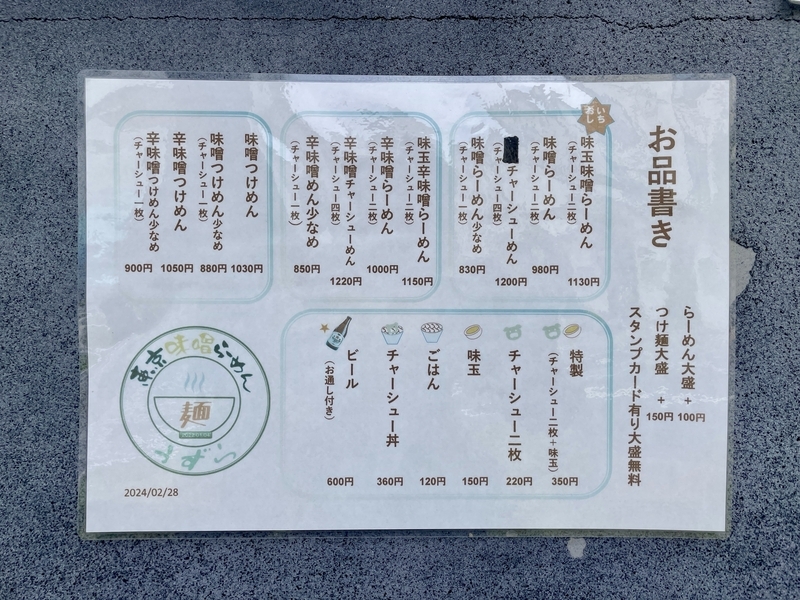 お品書き
らーめん大盛 + 100円
つけ麺大盛 + 150円
スタンプカード有り大盛無料
いち
おし
味玉味噌らーめん
(チャーシュー二枚)
1130円
味噌らーめん
(チャーシュー二枚)
980円
チャーシューめん
(チャーシュー四枚)
1200円
味噌らーめん少なめ
(チャーシュー一枚)
830円
味玉辛味噌らーめん
(チャーシュー二枚)
1150円
辛味噌らーめん
(チャーシュー二枚)
1000円
辛味噌チャーシューめん
(チャーシュー四枚)
1220円
辛味噌めん少なめ
(チャーシュー一枚)
850円
味噌つけめん
1030円
味噌つけめん少なめ
(チャーシュー一枚)
880円
辛味噌つけめん
1050円
辛味噌つけめん少なめ
(チャーシュー一枚)
900円
特製
(チャーシュー二枚+味玉)
350円
チャーシュー二枚
220円
味玉
150円
ごはん
120円
チャーシュー丼
360円
ビール
(お通し付き)
600円
東京味噌らーめん
麺
うずら
2024/02/28